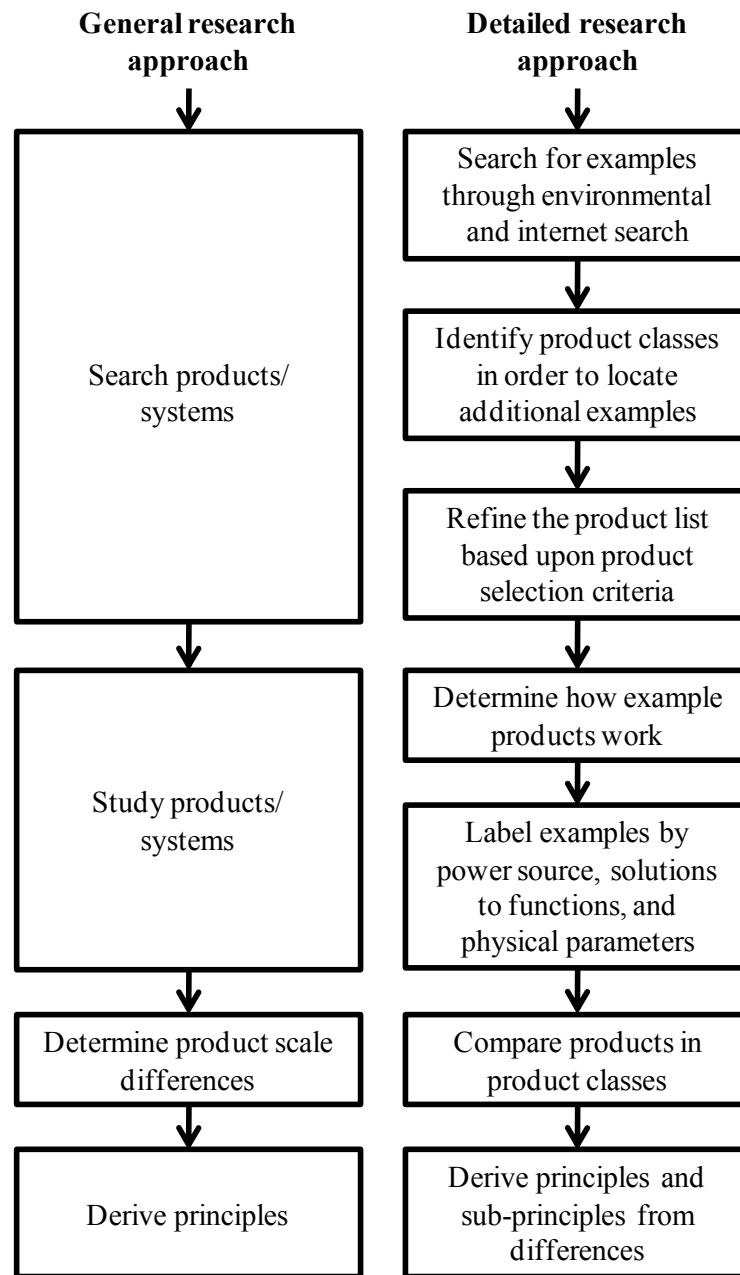 General research
approach
Search products/
systems
Study products/
systems
Determine product scale
differences
Derive principles
Detailed research
approach
Search for examples
through environmental
and internet search
Identify product classes
in order to locate
additional examples
Refine the product list
based upon product
selection criteria
Determine how example
products work
Label examples by
power source, solutions
to functions, and
physical parameters
Compare products in
product classes
Derive principles and
sub-principles from
differences